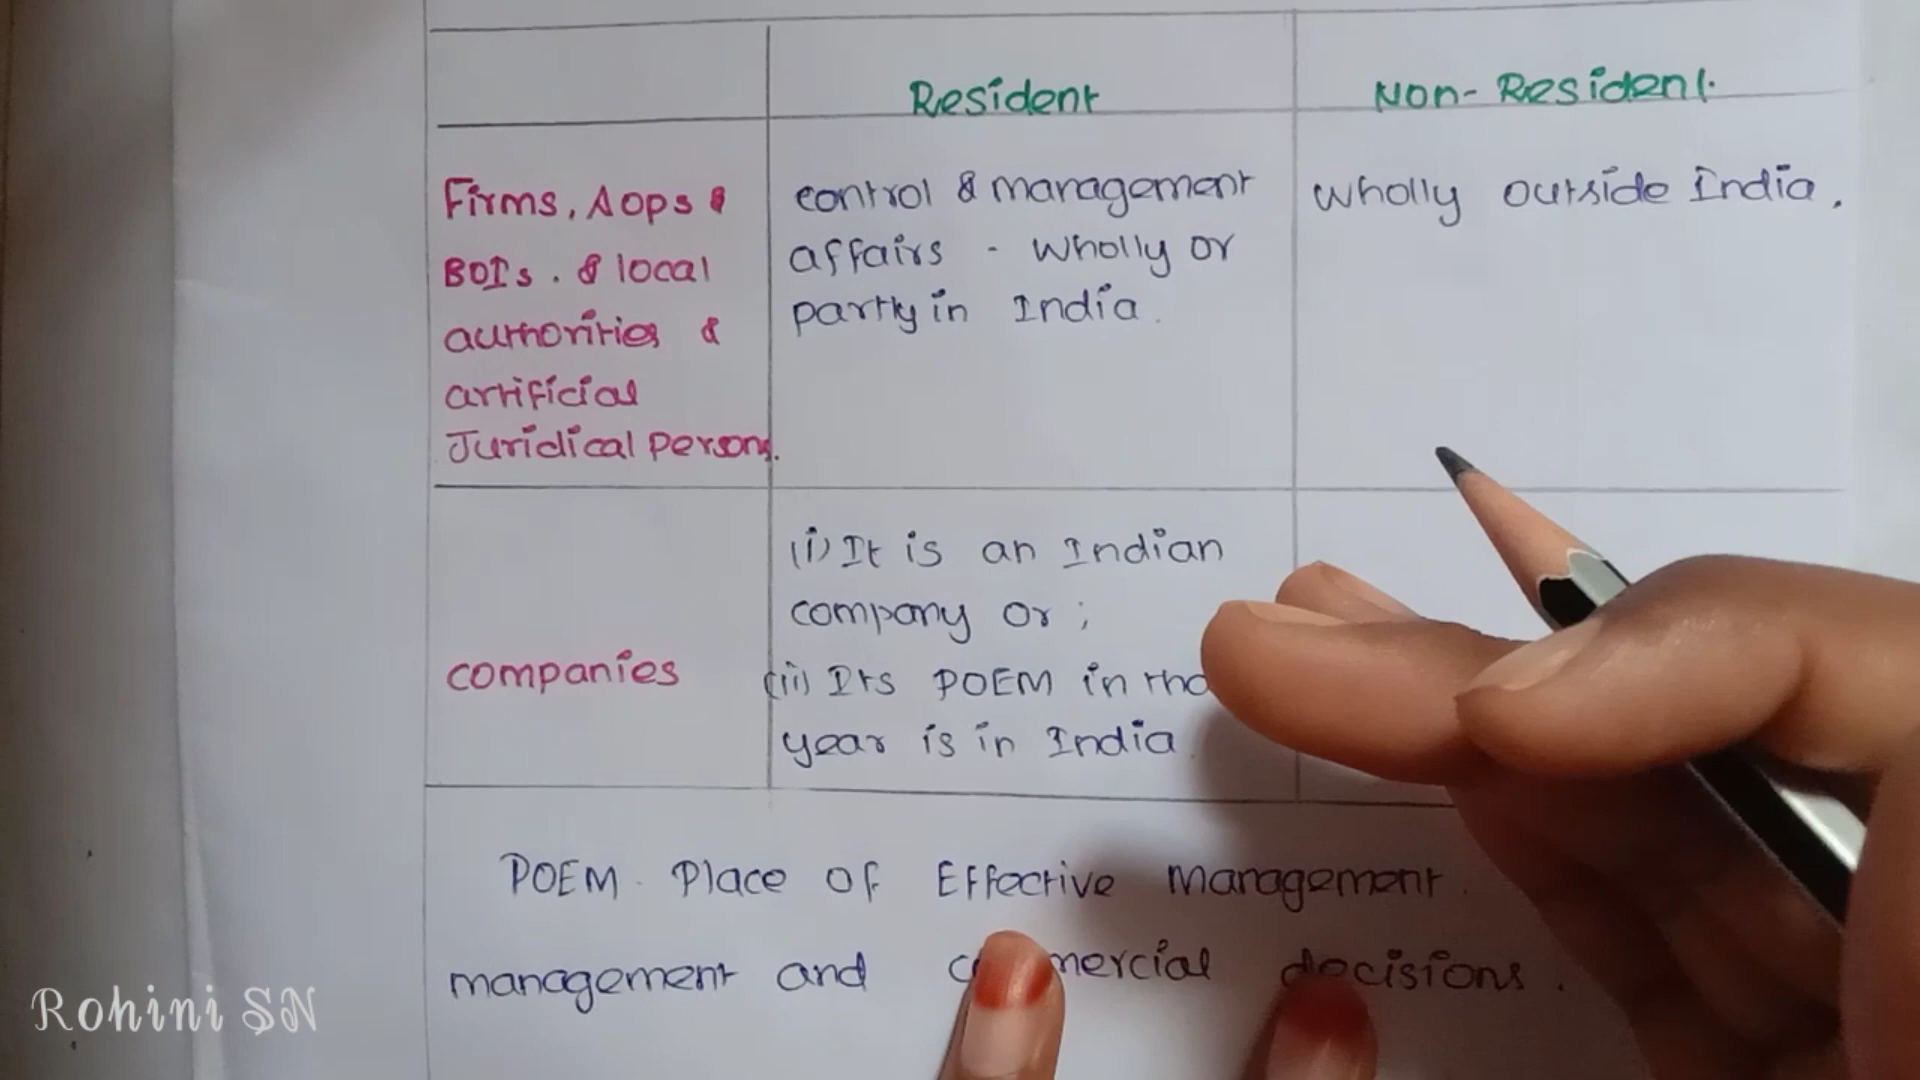 Resident
Non-Resident.
Firms, AOPs &
BOIs. & local
authorities &
artificial
Juridical persons.
control & management
affairs - wholly or
partly in India.
wholly outside India.
companies
(i) It is an Indian
company or ;
(ii) Its POEM in
year is in India.
POEM. Place of Effective Management.
management and decisions.
Rohini SN